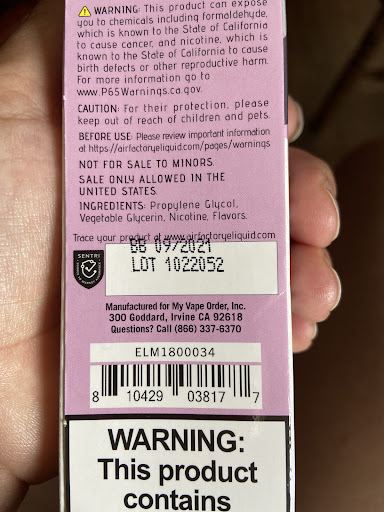 WARNING: This product can expose
you to chemicals including formaldehyde,
which is known to the State of California
to cause cancer, and nicotine, which is
known to the State of California to cause
birth defects or other reproductive harm.
For more information go to
www.P65Warnings.ca.gov.
CAUTION: For their protection, please
keep out of reach of children and pets.
BEFORE USE: Please review important information
at https://airfactoryeliquid.com/pages/warnings
NOT FOR SALE TO MINORS.
SALE ONLY ALLOWED IN THE
UNITED STATES.
INGREDIENTS: Propylene Glycol,
Vegetable Glycerin, Nicotine, Flavors.
Trace your product at www.airfactoryeliquid.com
SENTRI
BB 09/2021
LOT 1022052
Manufactured for My Vape Order, Inc.
300 Goddard, Irvine CA 92618
Questions? Call (866) 337-6370
ELM1800034
8 10429 03817 7
WARNING:
This product
contains